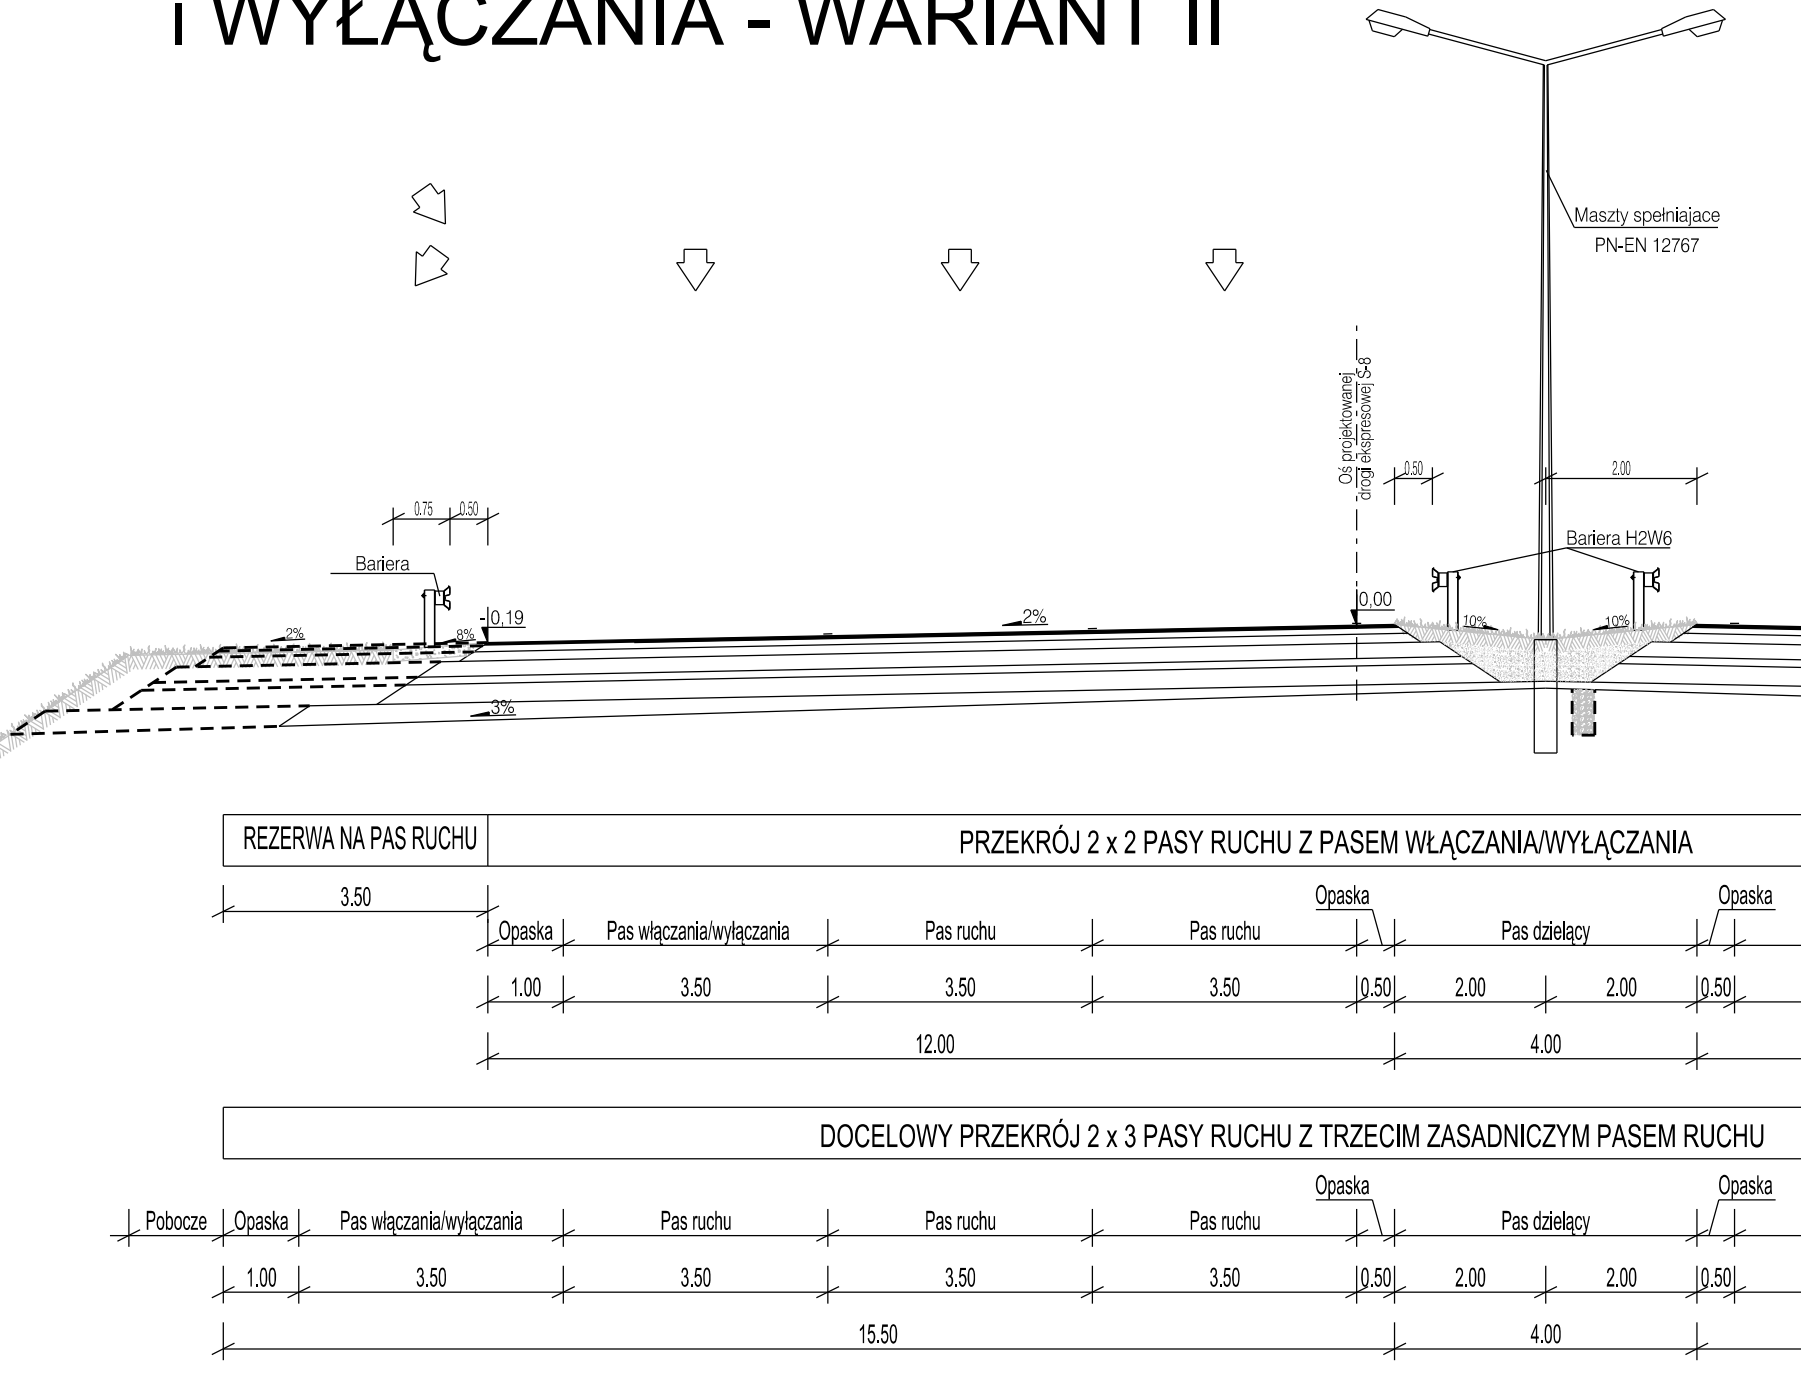 i WYŁĄCZANIA - WARIANT II
Maszty spełniajace
PN-EN 12767
Oś projektowanej
drogi ekspresowej S-8
0.50
2.00
0.75
0.50
Bariera
Bariera H2W6
-0,19
0,00
2%
8%
2%
10%
10%
3%
REZERWA NA PAS RUCHU
PRZEKRÓJ 2 x 2 PASY RUCHU Z PASEM WŁĄCZANIA/WYŁĄCZANIA
3.50
Opaska
Opaska
Opaska
Pas włączania/wyłączania
Pas ruchu
Pas ruchu
Pas dzielący
1.00
3.50
3.50
3.50
0.50
2.00
2.00
0.50
12.00
4.00
DOCELOWY PRZEKRÓJ 2 x 3 PASY RUCHU Z TRZECIM ZASADNICZYM PASEM RUCHU
Opaska
Opaska
Pobocze
Opaska
Pas włączania/wyłączania
Pas ruchu
Pas ruchu
Pas ruchu
Pas dzielący
1.00
3.50
3.50
3.50
3.50
0.50
2.00
2.00
0.50
15.50
4.00